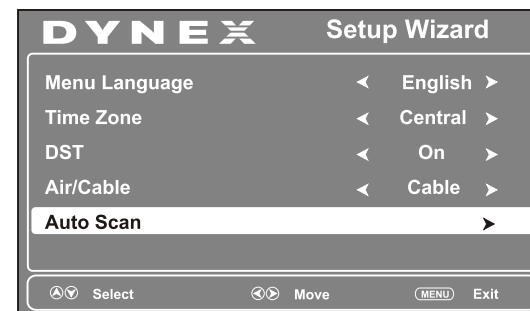 DYNEX Setup Wizard
Menu Language English
Time Zone Central
DST On
Air/Cable Cable
Auto Scan
Select Move MENU Exit